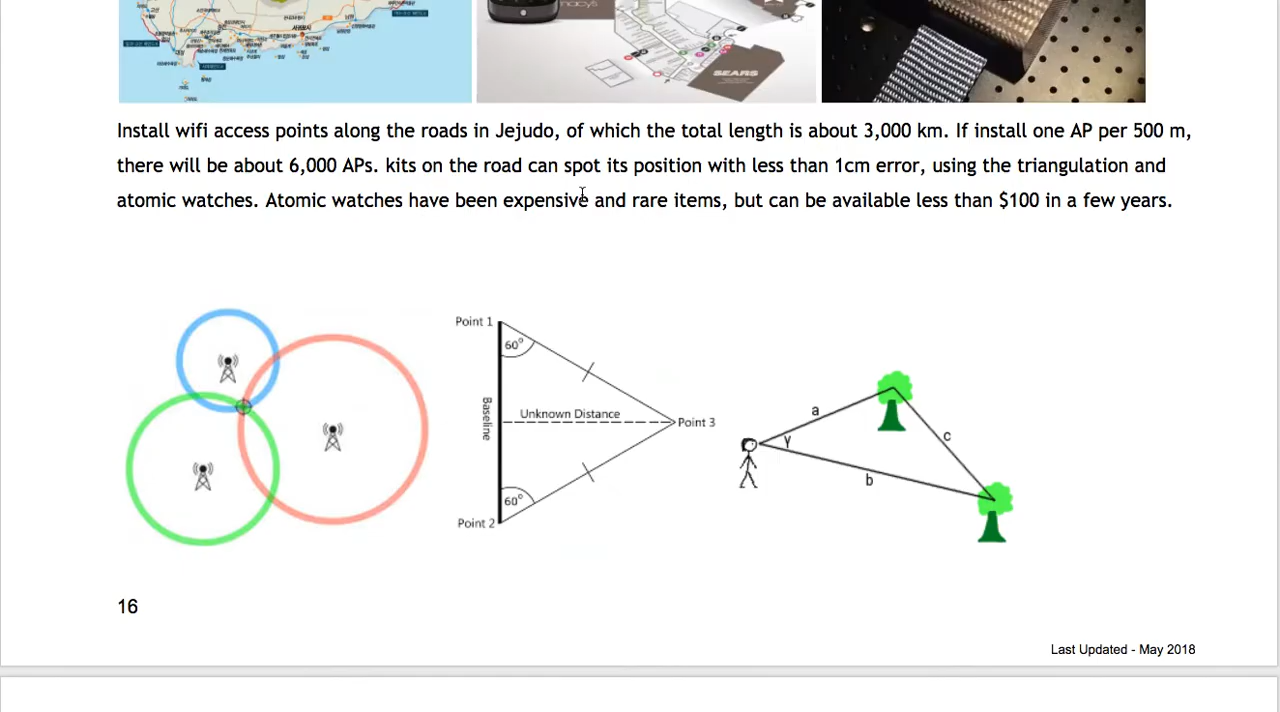 macys
SEARS
Install wifi access points along the roads in Jejudo, of which the total length is about 3,000 km. If install one AP per 500 m,
there will be about 6,000 APs. kits on the road can spot its position with less than 1cm error, using the triangulation and
atomic watches. Atomic watches have been expensive and rare items, but can be available less than $100 in a few years.
Point 1
60°
Baseline
Unknown Distance
Point 3
60°
Point 2
a
γ
c
b
16
Last Updated - May 2018